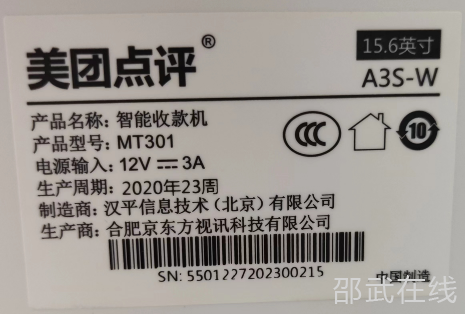 美团点评®
15.6英寸
A3S-W
产品名称: 智能收款机
产品型号: MT301
电源输入: 12V ⎓ 3A
生产周期: 2020年23周
制造商: 汉平信息技术(北京)有限公司
生产商: 合肥京东方视讯科技有限公司
CCC
10
SN: 5501227202300215
中国制造
邵武在线